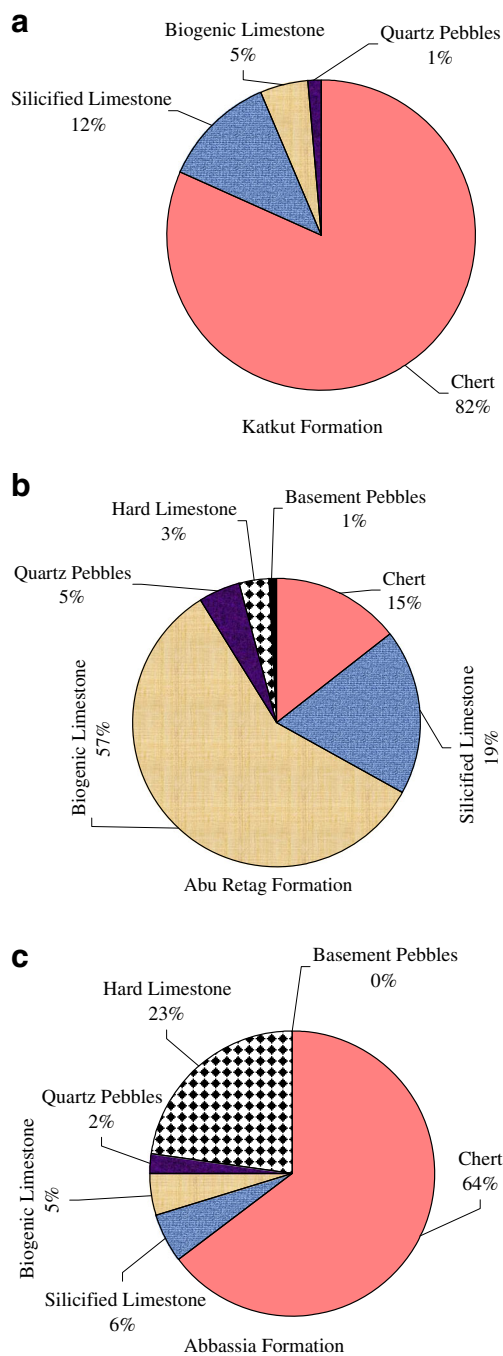 a
Biogenic Limestone
5%
Quartz Pebbles
1%
Silicified Limestone
12%
Chert
82%
Katkut Formation
b
Basement Pebbles
1%
Hard Limestone
3%
Quartz Pebbles
5%
Chert
15%
Biogenic Limestone
57%
Silicified Limestone
19%
Abu Retag Formation
c
Basement Pebbles
0%
Hard Limestone
23%
Quartz Pebbles
2%
Biogenic Limestone
5%
Chert
64%
Silicified Limestone
6%
Abbassia Formation